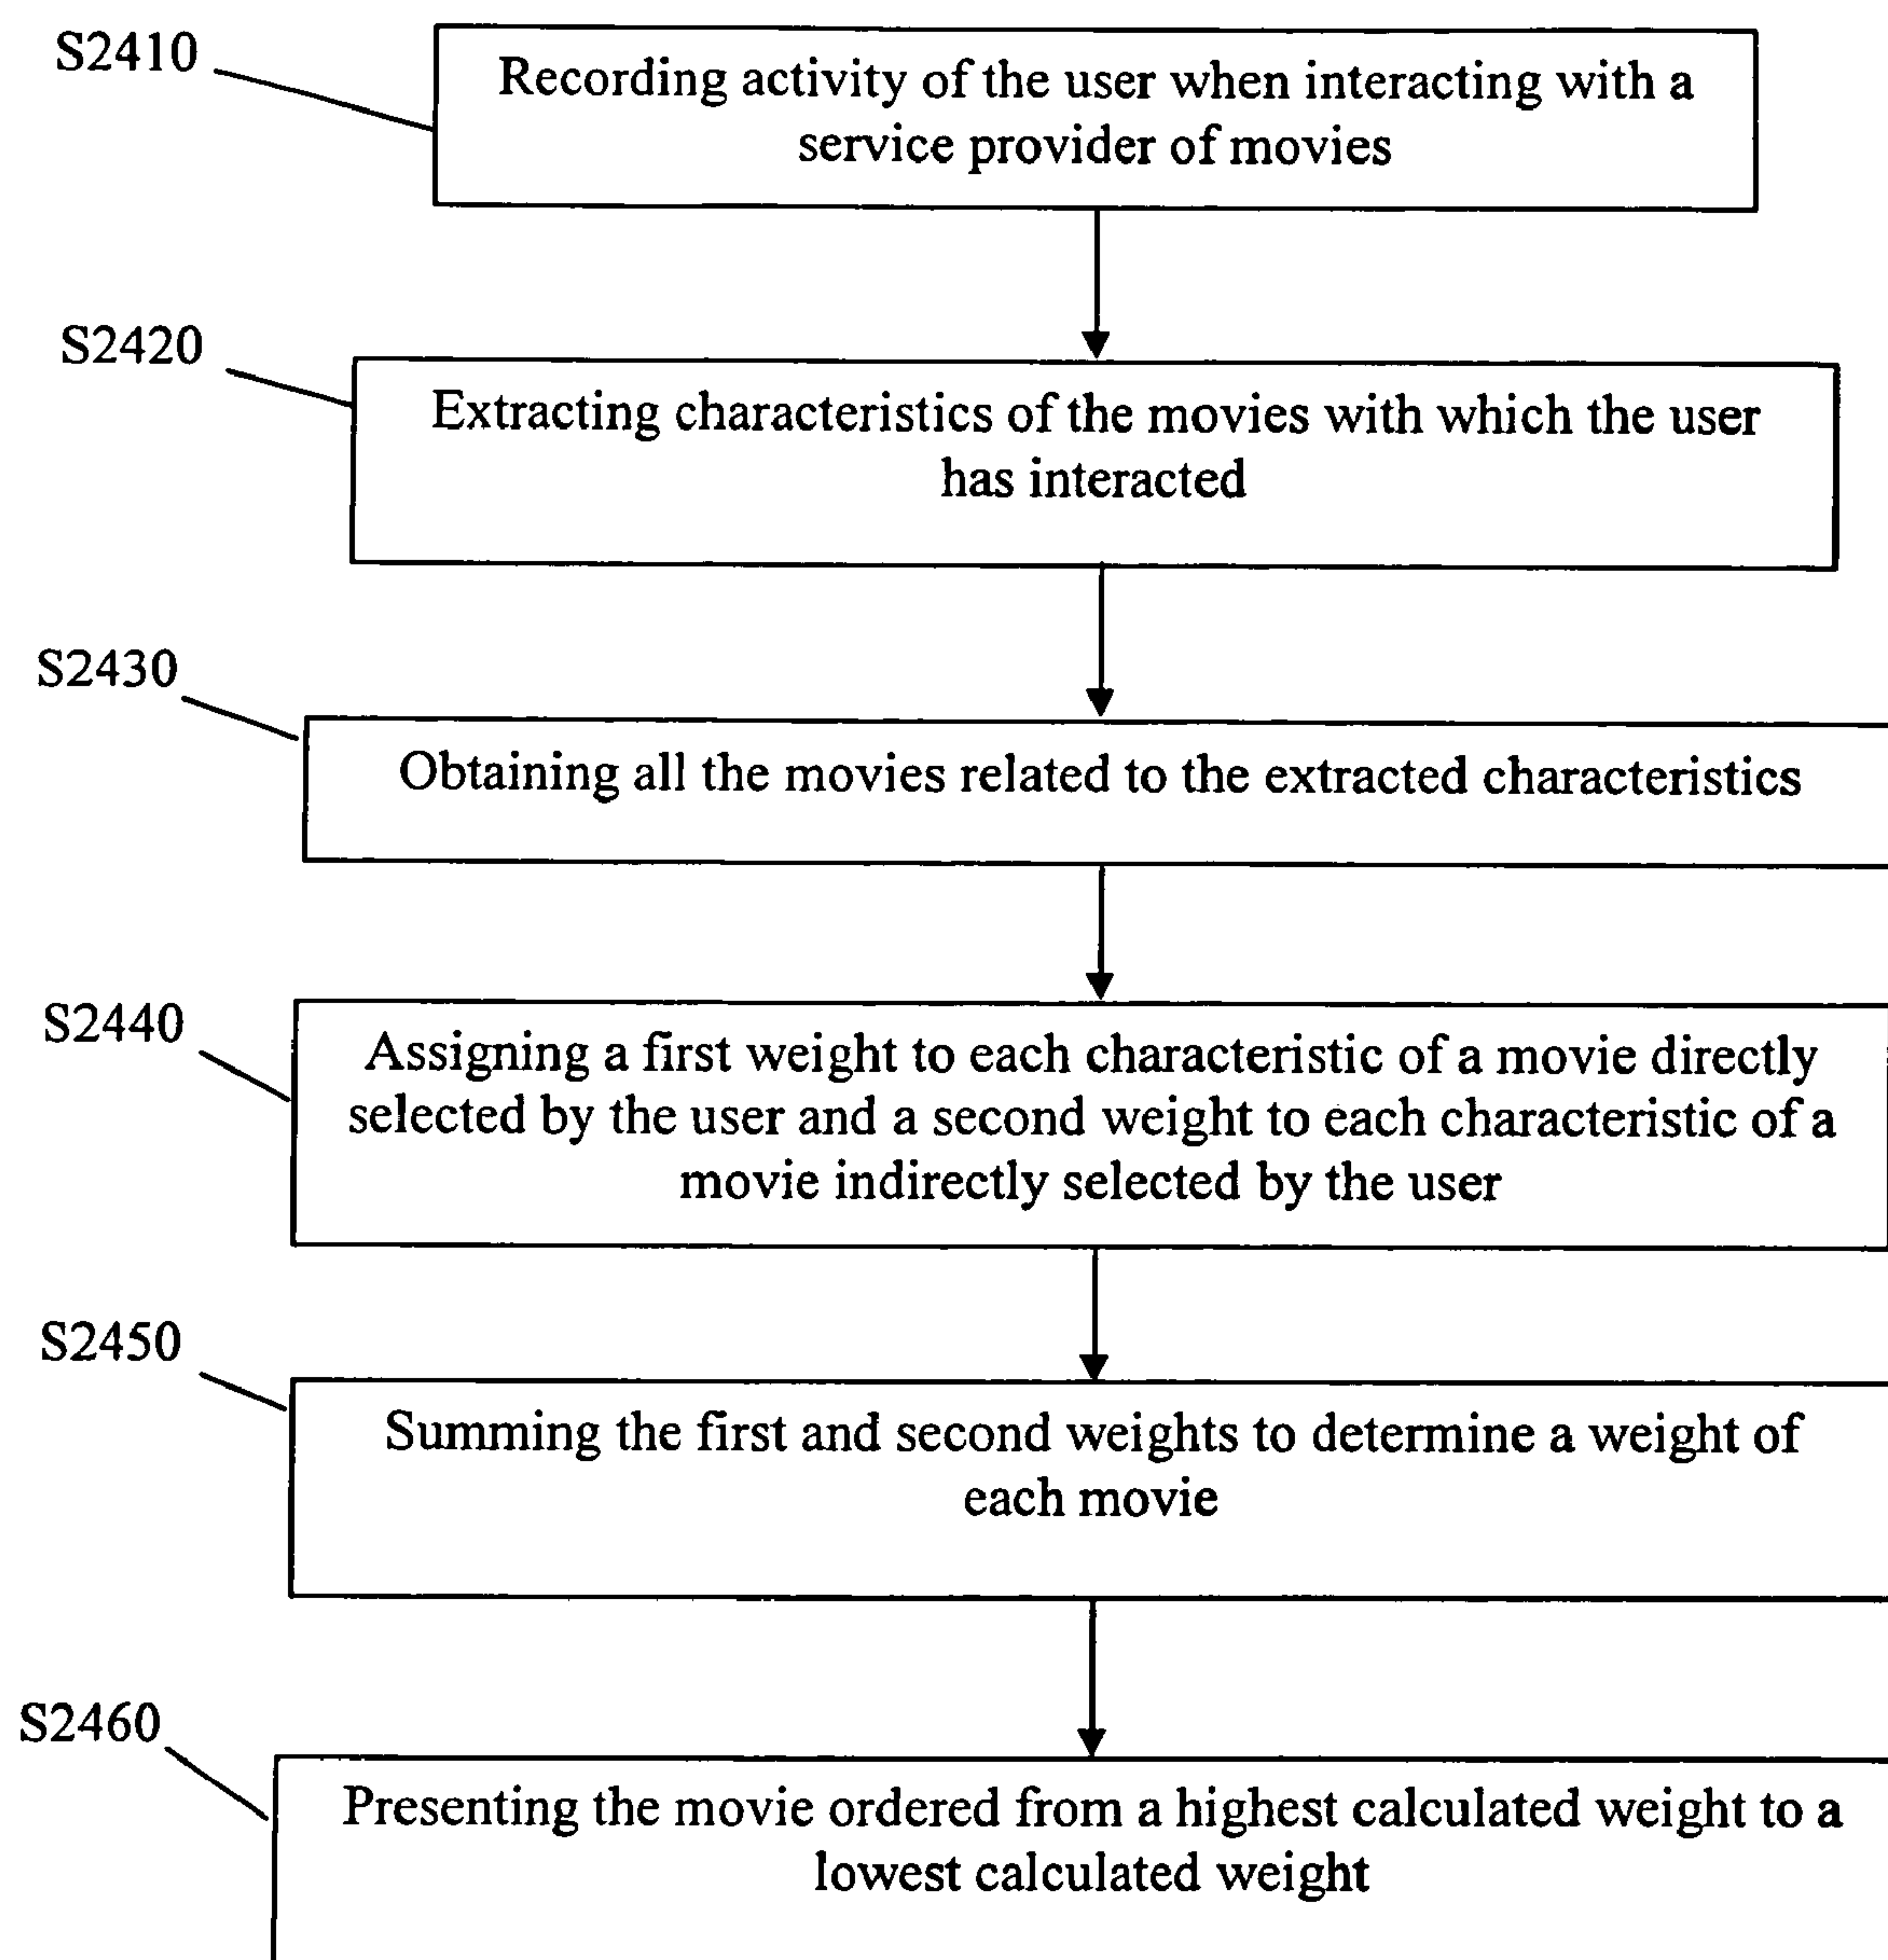 S2410
Recording activity of the user when interacting with a
service provider of movies
S2420
Extracting characteristics of the movies with which the user
has interacted
S2430
Obtaining all the movies related to the extracted characteristics
S2440
Assigning a first weight to each characteristic of a movie directly
selected by the user and a second weight to each characteristic of a
movie indirectly selected by the user
S2450
Summing the first and second weights to determine a weight of
each movie
S2460
Presenting the movie ordered from a highest calculated weight to a
lowest calculated weight